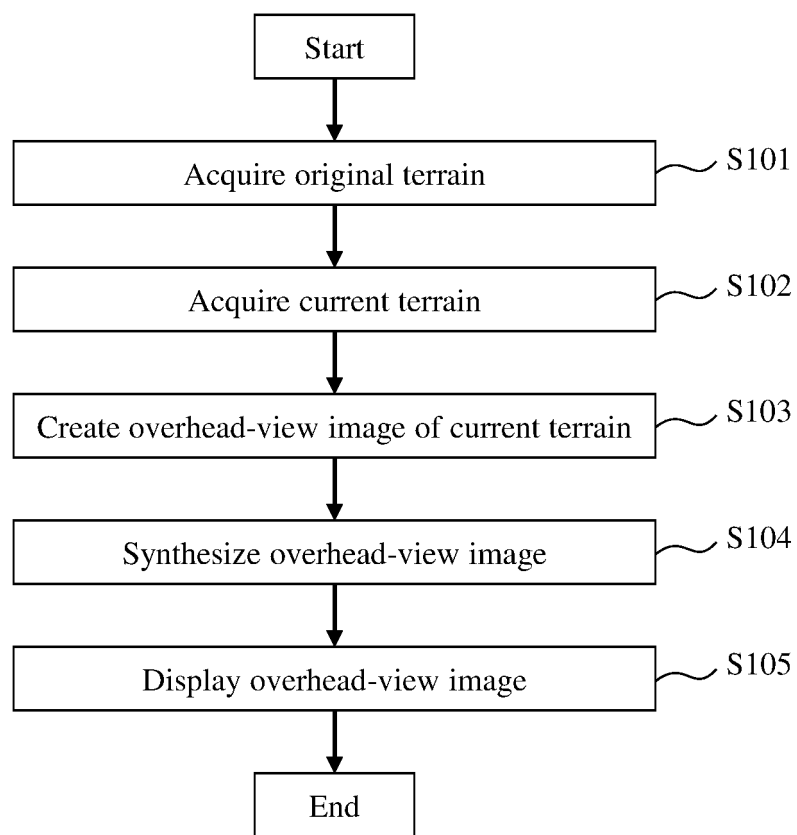 Start
Acquire original terrain
S101
Acquire current terrain
S102
Create overhead-view image of current terrain
S103
Synthesize overhead-view image
S104
Display overhead-view image
S105
End